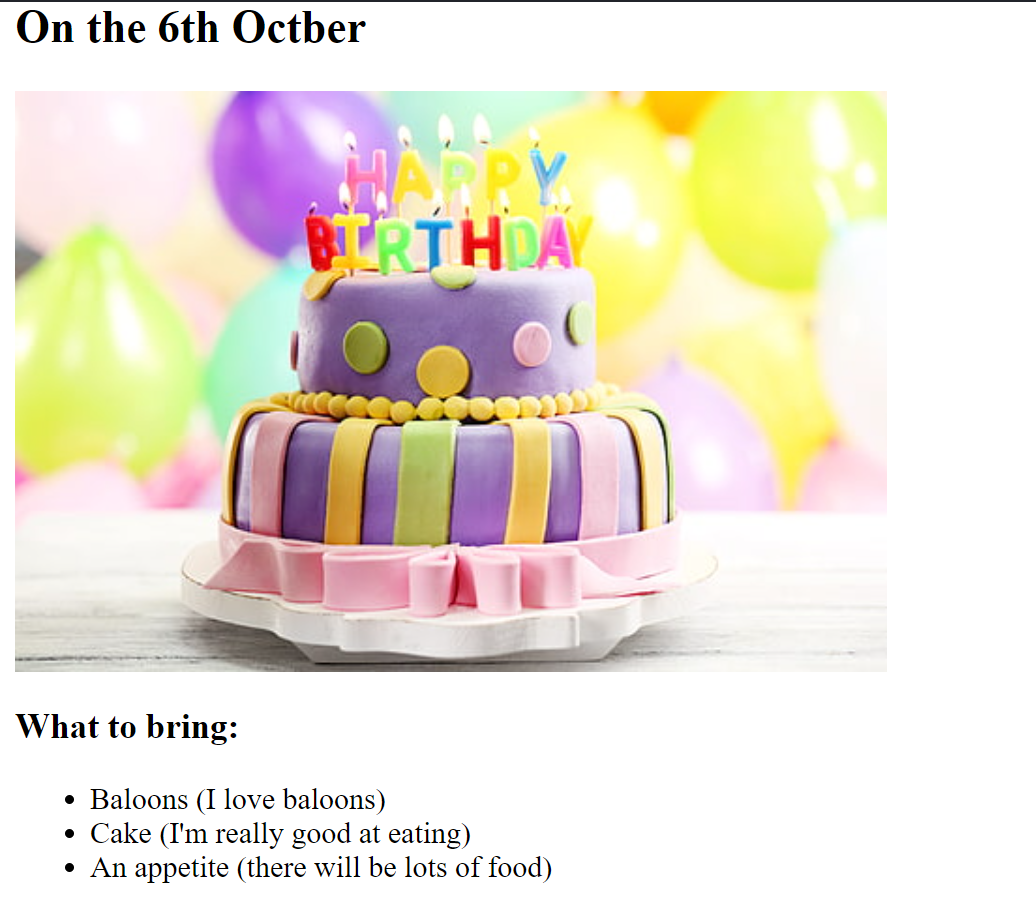 On the 6th Octber
HAPPY
BIRTHDAY
What to bring:
• Baloons (I love baloons)
• Cake (I'm really good at eating)
• An appetite (there will be lots of food)